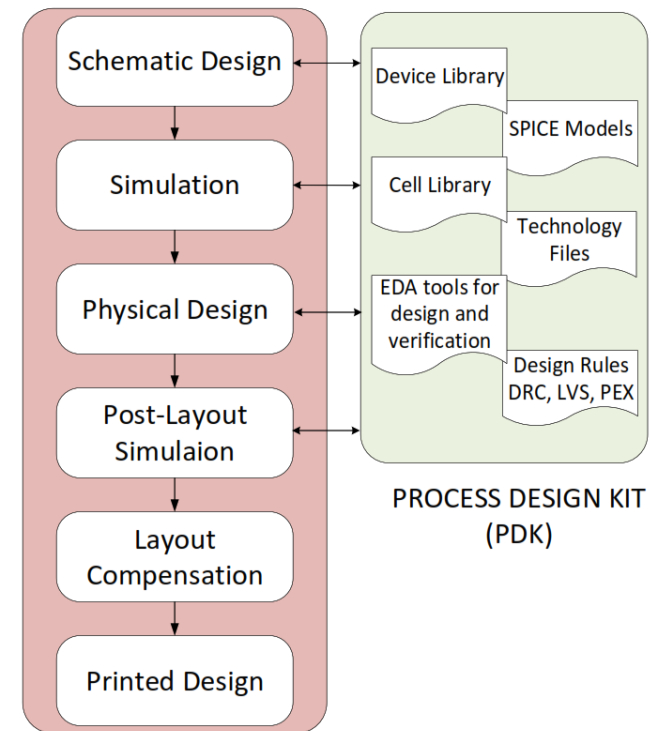 Schematic Design
Simulation
Physical Design
Post-Layout
Simulaion
Layout
Compensation
Printed Design
Device Library
SPICE Models
Cell Library
Technology
Files
EDA tools for
design and
verification
Design Rules
DRC, LVS, PEX
PROCESS DESIGN KIT
(PDK)